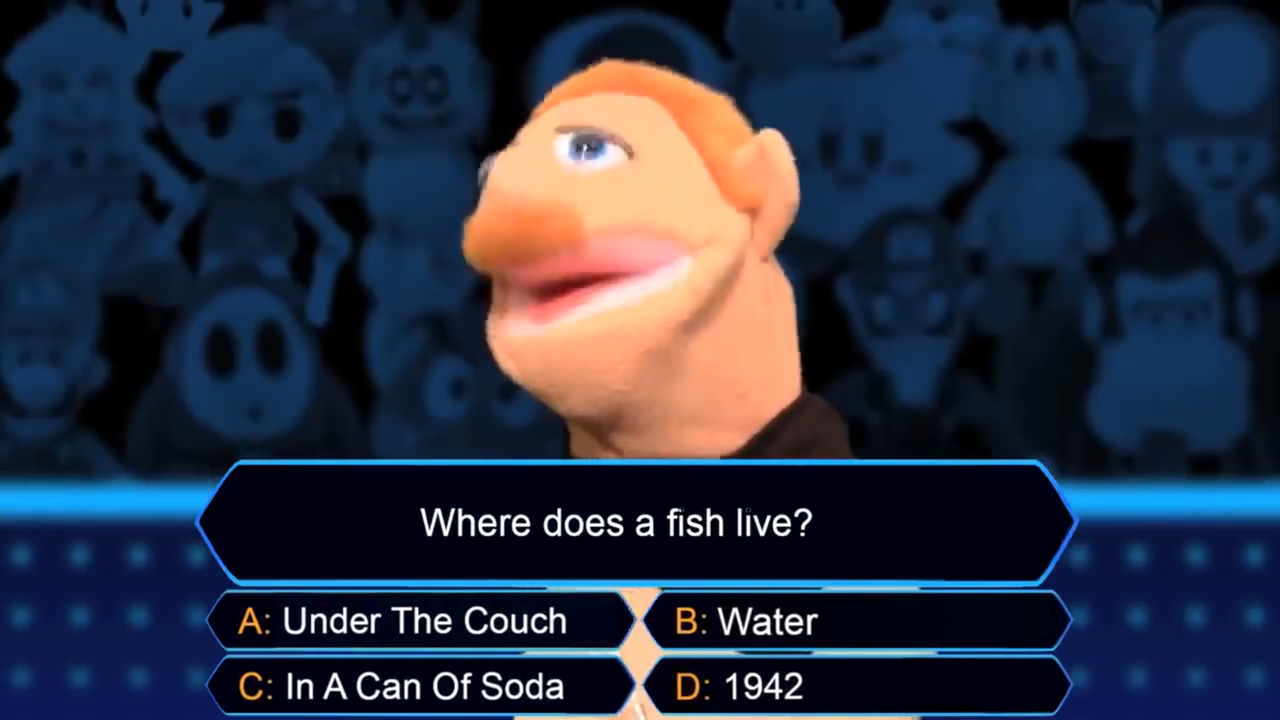 Where does a fish live?
A: Under The Couch
B: Water
C: In A Can Of Soda
D: 1942